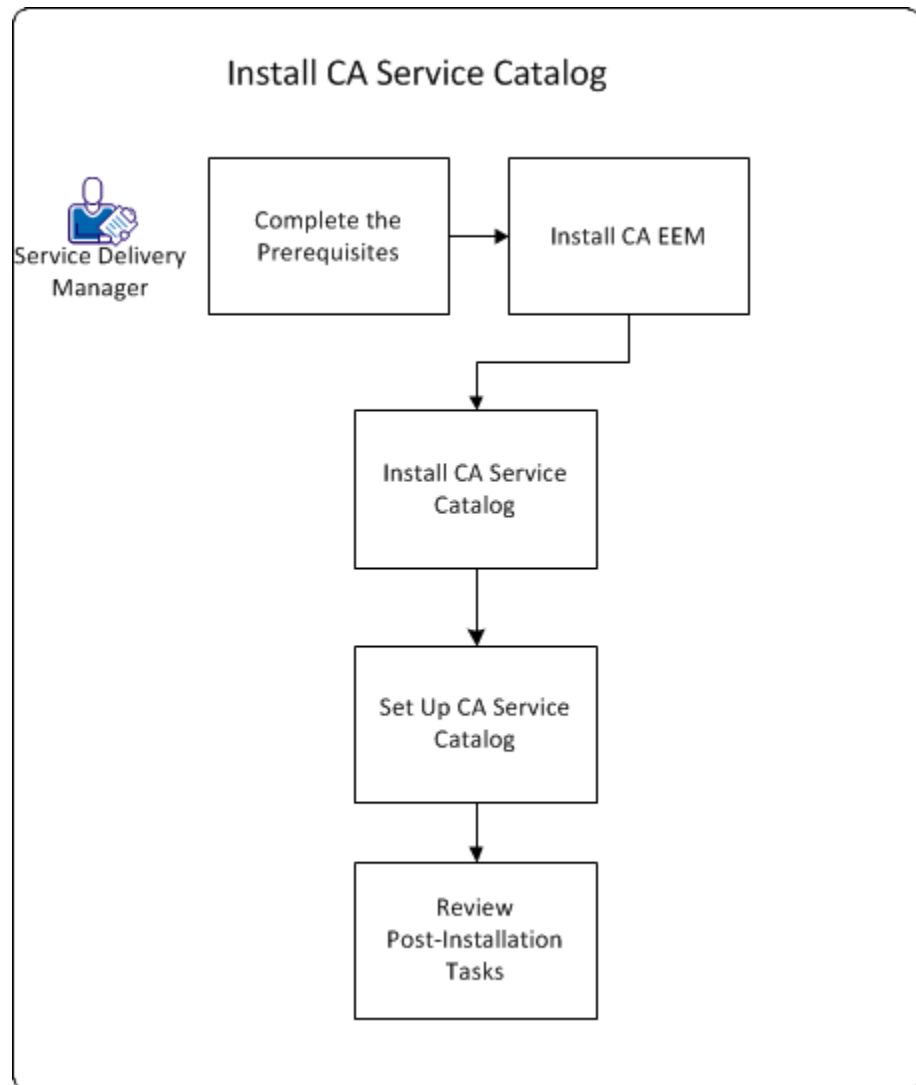 Install CA Service Catalog
Service Delivery
Manager
Complete the
Prerequisites
Install CA EEM
Install CA Service
Catalog
Set Up CA Service
Catalog
Review
Post-Installation
Tasks